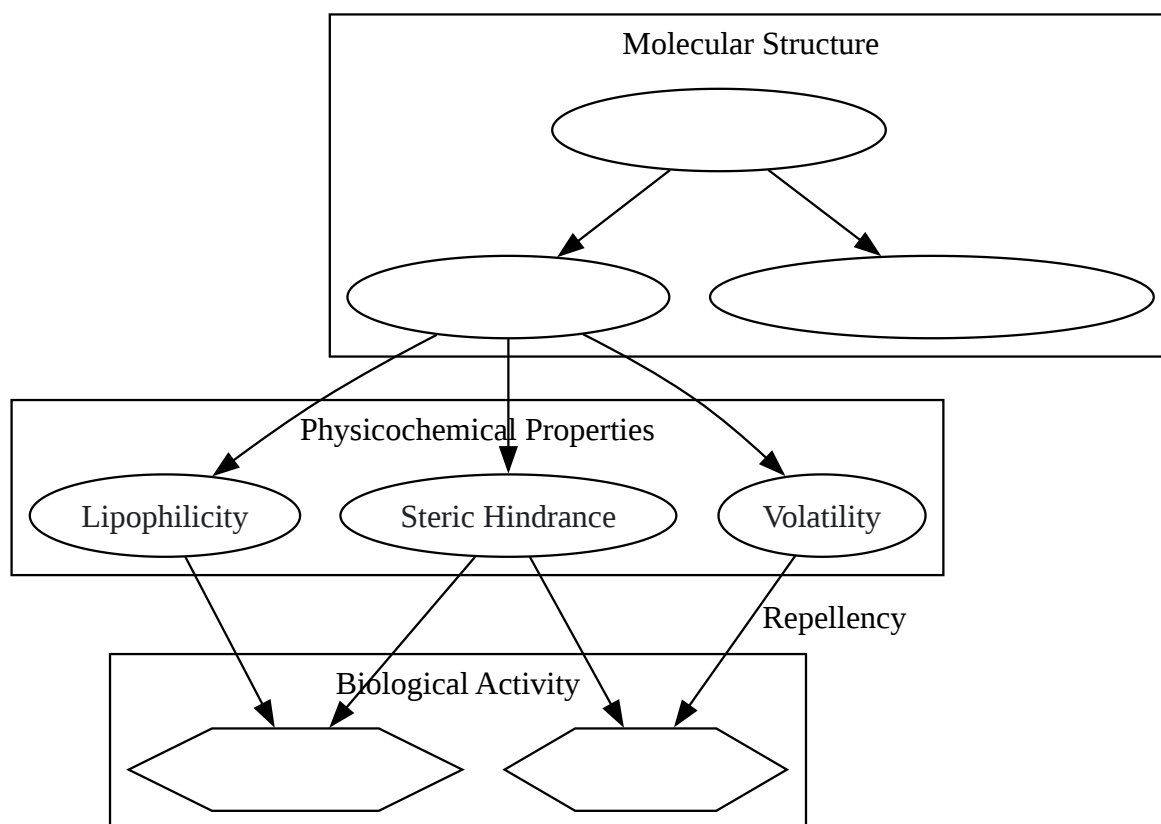 Molecular Structure
Physicochemical Properties
Lipophilicity
Steric Hindrance
Volatility
Repellency
Biological Activity